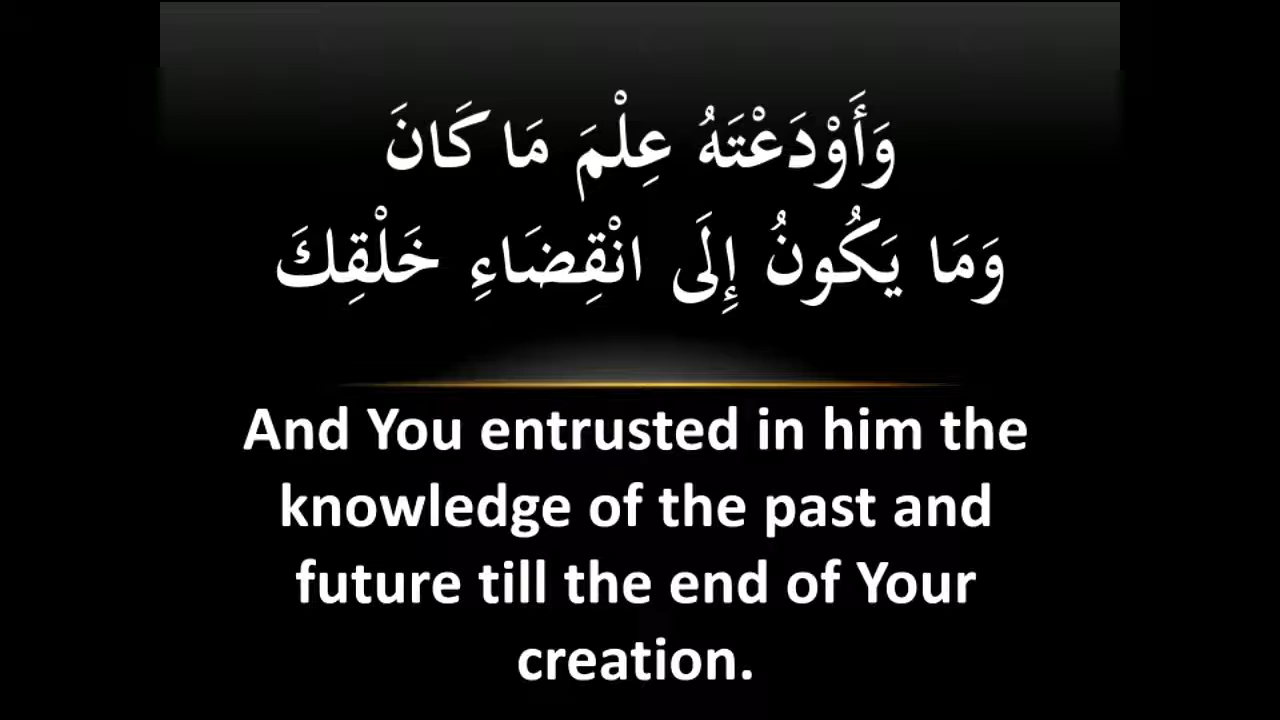 وَأَوْدَعْتَهُ عِلْمَ مَا كَانَ
وَمَا يَكُونُ إِلَى انْقِضَاءِ خَلْقِكَ
And You entrusted in him the
knowledge of the past and
future till the end of Your
creation.